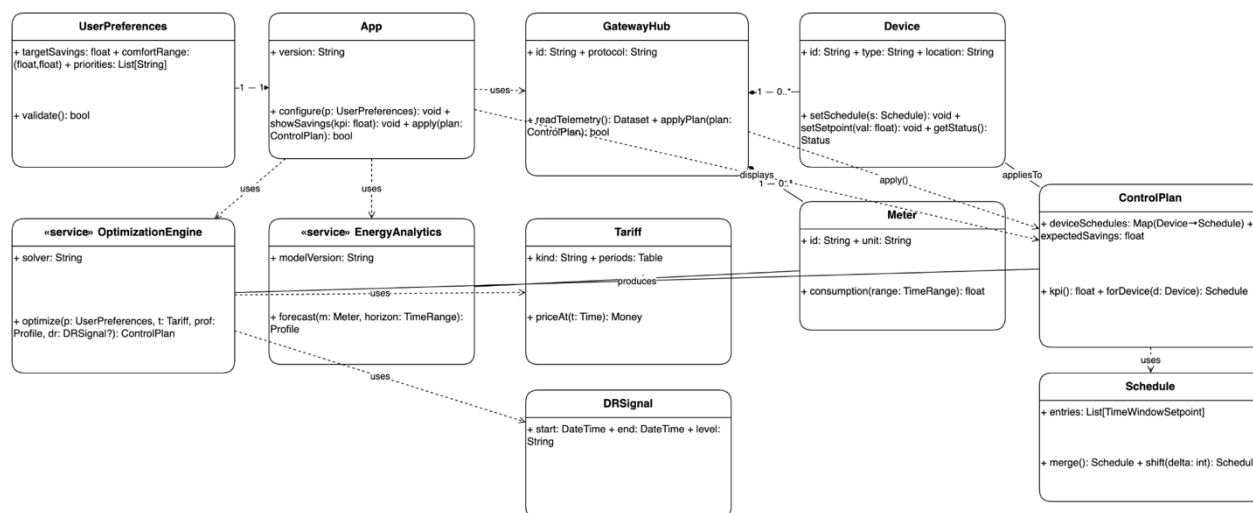 UserPreferences
+ targetSavings: float + comfortRange:
(float,float) + priorities: List[String]
+ validate(): bool
1 — 1
App
+ version: String
+ configure(p: UserPreferences): void +
showSavings(kpi: float): void + apply(plan:
ControlPlan): bool
uses
GatewayHub
+ id: String + protocol: String
+ readTelemetry(): Dataset + applyPlan(plan:
ControlPlan): bool
1 — 0..*
Device
+ id: String + type: String + location: String
+ setSchedule(s: Schedule): void +
setSetpoint(val: float): void + getStatus():
Status
displays
1 — 0..*
apply()
appliesTo
uses
uses
«service» OptimizationEngine
+ solver: String
+ optimize(p: UserPreferences, t: Tariff, prof:
Profile, dr: DRSignal?): ControlPlan
«service» EnergyAnalytics
+ modelVersion: String
+ forecast(m: Meter, horizon: TimeRange):
Profile
uses
Tariff
+ kind: String + periods: Table
+ priceAt(t: Time): Money
produces
Meter
+ id: String + unit: String
+ consumption(range: TimeRange): float
ControlPlan
+ deviceSchedules: Map(Device→Schedule) +
expectedSavings: float
+ kpi(): float + forDevice(d: Device): Schedule
uses
uses
DRSignal
+ start: DateTime + end: DateTime + level:
String
Schedule
+ entries: List[TimeWindowSetpoint]
+ merge(): Schedule + shift(delta: int): Schedul